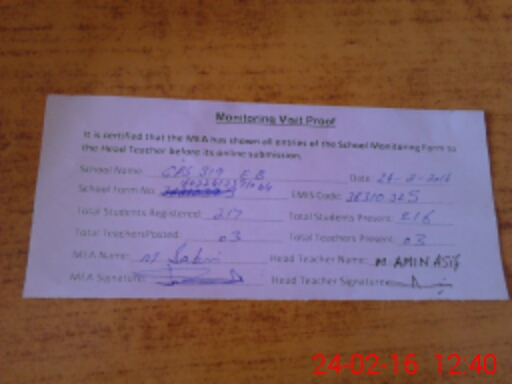 Monitoring Visit Proof
It is certified that the MEA has shown all entries of the School Monitoring Form to
the Head Teacher before its online submission.
School Name: GPS 319 E.B Date: 24-2-2016
School Form No. EMIS Code: 36310325
Total Students Registered: 217 Total Students Present: 216
Total Teachers Posted: 03 Total Teachers Present: 03
MEA Name: M Head Teacher Name: M AMIN ASIF
MEA Signature: Head Teacher Signature:
24-02-16 12:40